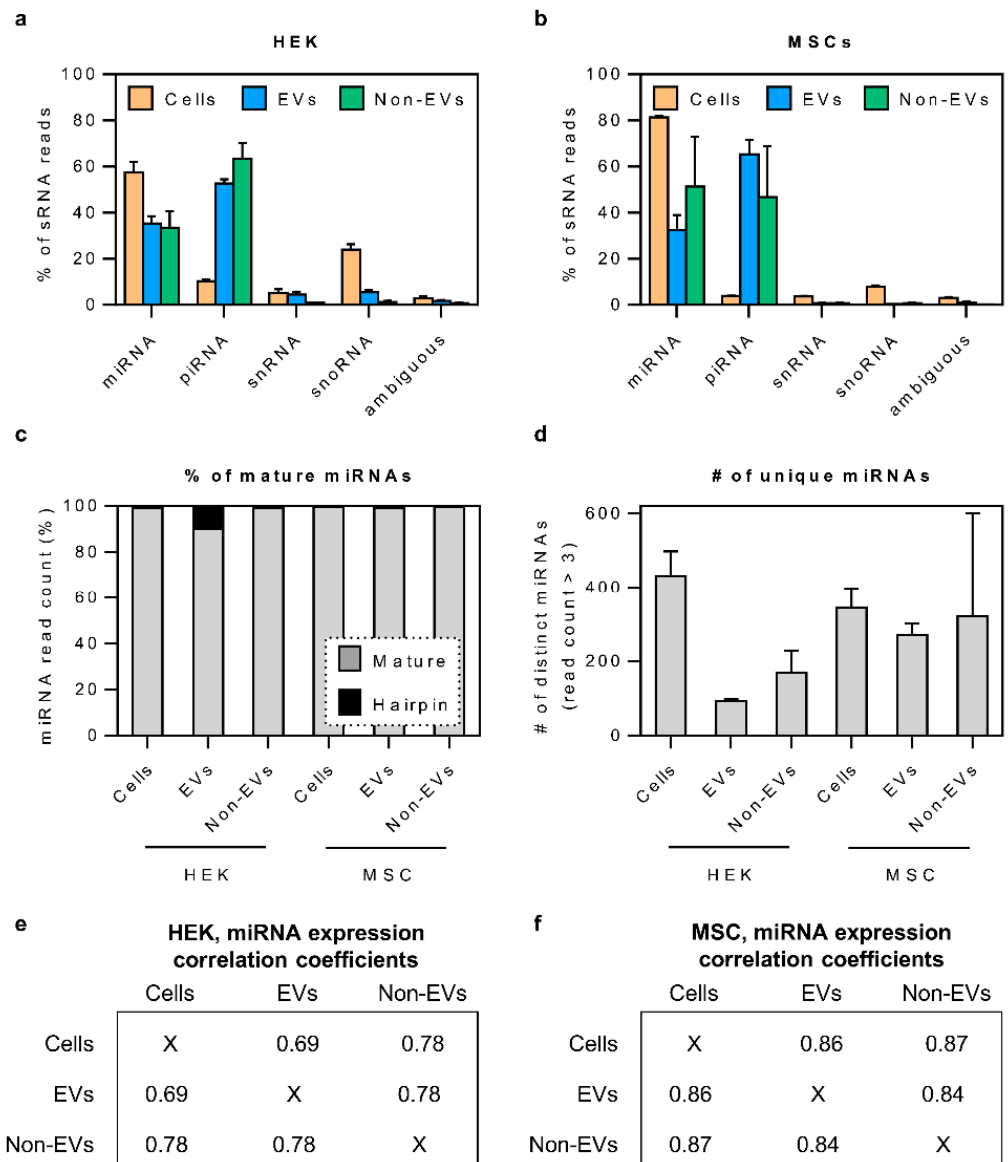 a
HEK
100
80
60
40
20
0
% of sRNA reads
Cells EVs Non-EVs
miRNA
piRNA
snRNA
snoRNA
ambiguous
b
MSCs
100
80
60
40
20
0
% of sRNA reads
Cells EVs Non-EVs
miRNA
piRNA
snRNA
snoRNA
ambiguous
c
% of mature miRNAs
100
80
60
40
20
0
miRNA read count (%)
Mature
Hairpin
Cells
EVs
Non-EVs
Cells
EVs
Non-EVs
HEK
MSC
d
# of unique miRNAs
600
400
200
0
# of distinct miRNAs
(read count > 3)
Cells
EVs
Non-EVs
Cells
EVs
Non-EVs
HEK
MSC
e
HEK, miRNA expression
correlation coefficients
Cells EVs Non-EVs
Cells X 0.69 0.78
EVs 0.69 X 0.78
Non-EVs 0.78 0.78 X
f
MSC, miRNA expression
correlation coefficients
Cells EVs Non-EVs
Cells X 0.86 0.87
EVs 0.86 X 0.84
Non-EVs 0.87 0.84 X